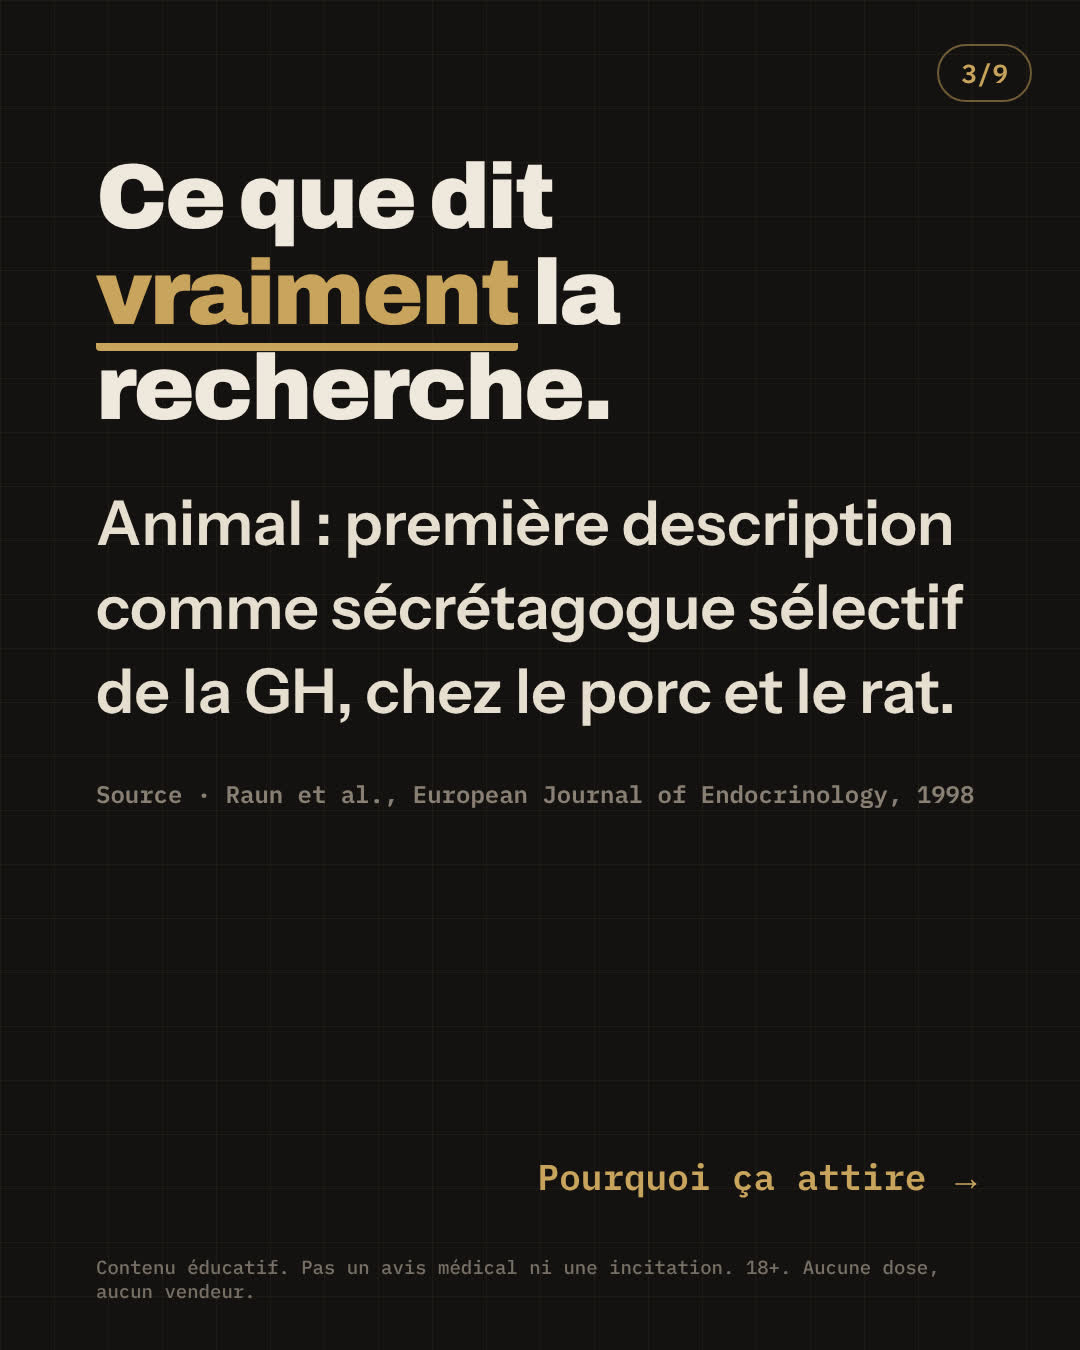 3/9
Ce que dit
vraiment la
recherche.
Animal : première description
comme sécrétagogue sélectif
de la GH, chez le porc et le rat.
Source · Raun et al., European Journal of Endocrinology, 1998
Pourquoi ça attire →
Contenu éducatif. Pas un avis médical ni une incitation. 18+. Aucune dose,
aucun vendeur.